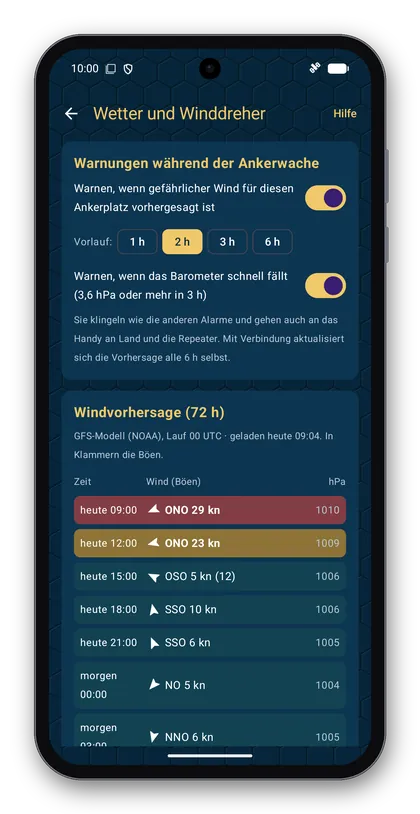 10:00
Wetter und Winddreher
Hilfe
Warnungen während der Ankerwache
Warnen, wenn gefährlicher Wind für diesen
Ankerplatz vorhergesagt ist
Vorlauf: 1 h 2 h 3 h 6 h
Warnen, wenn das Barometer schnell fällt
(3,6 hPa oder mehr in 3 h)
Sie klingeln wie die anderen Alarme und gehen auch an das
Handy an Land und die Repeater. Mit Verbindung aktualisiert
sich die Vorhersage alle 6 h selbst.
Windvorhersage (72 h)
GFS-Modell (NOAA), Lauf 00 UTC · geladen heute 09:04. In
Klammern die Böen.
Zeit Wind (Böen) hPa
heute 09:00 ONO 29 kn 1010
heute 12:00 ONO 23 kn 1009
heute 15:00 OSO 5 kn (12) 1006
heute 18:00 SSO 10 kn 1006
heute 21:00 SSO 6 kn 1005
morgen
00:00 NO 5 kn 1004
morgen
03:00 NNO 6 kn 1005